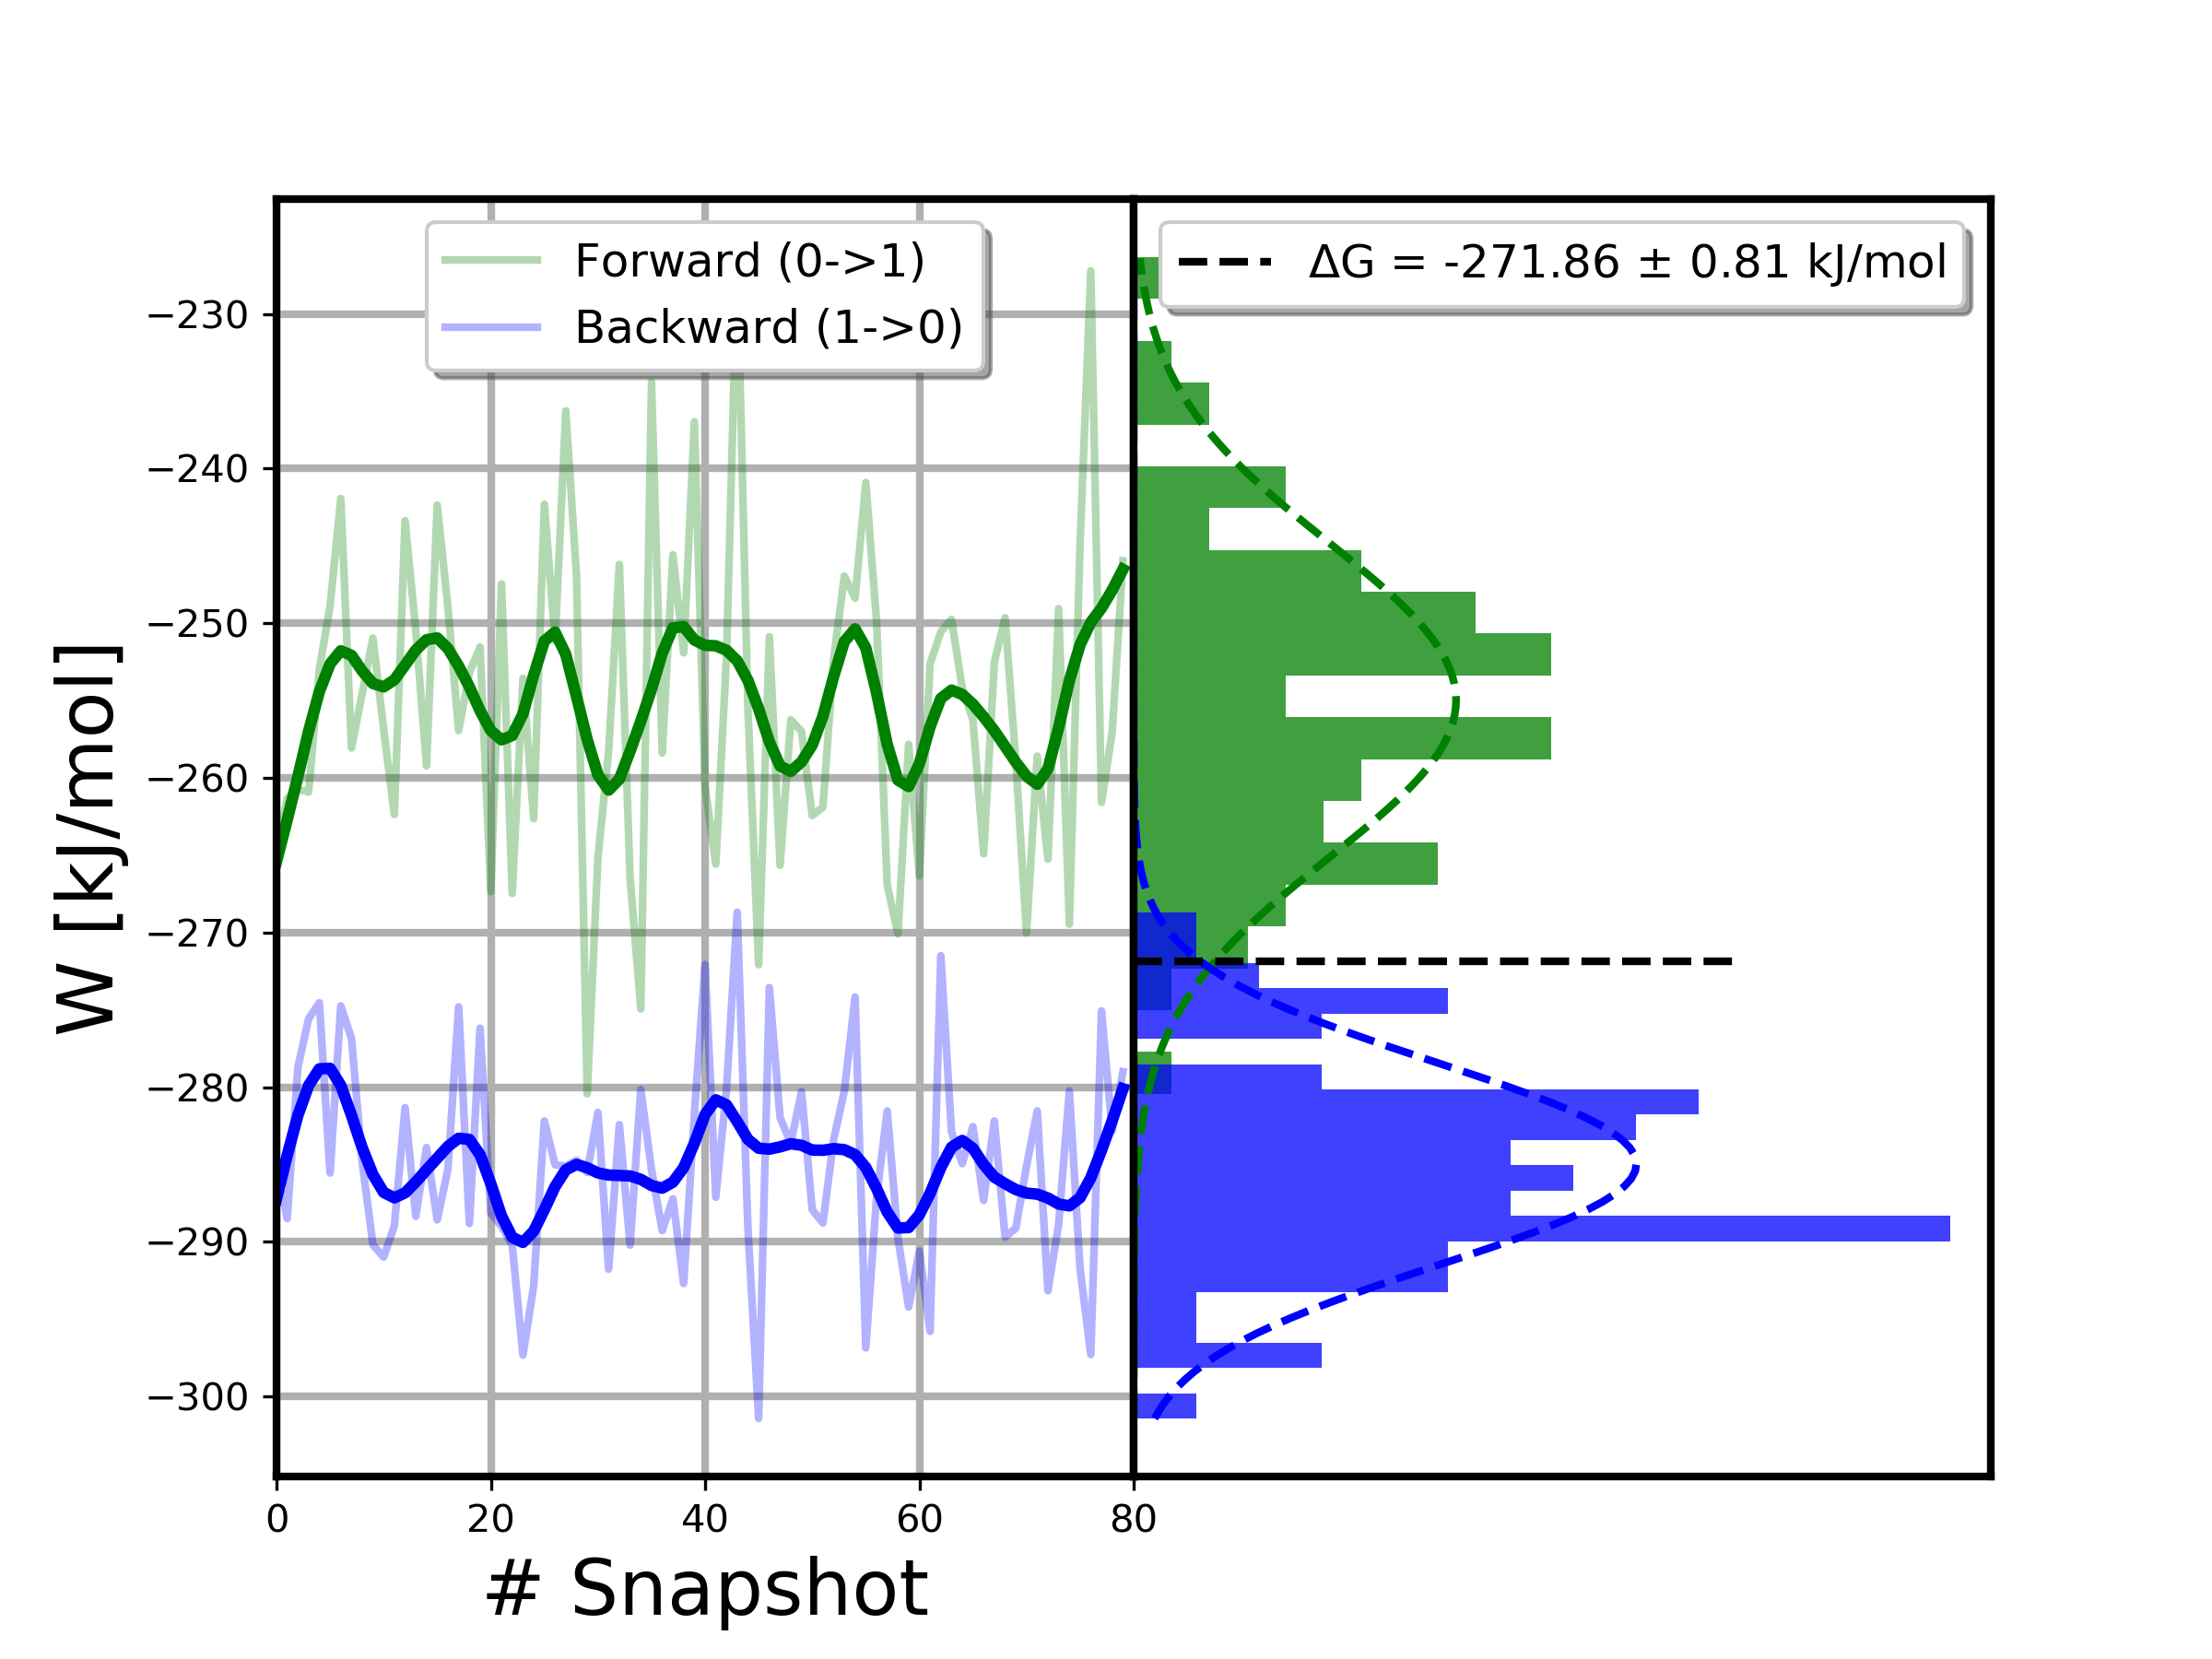 Forward (0->1)
Backward (1->0)
ΔG = -271.86 ± 0.81 kJ/mol
−230
−240
−250
−260
−270
−280
−290
−300
W [kJ/mol]
0
20
40
60
80
# Snapshot